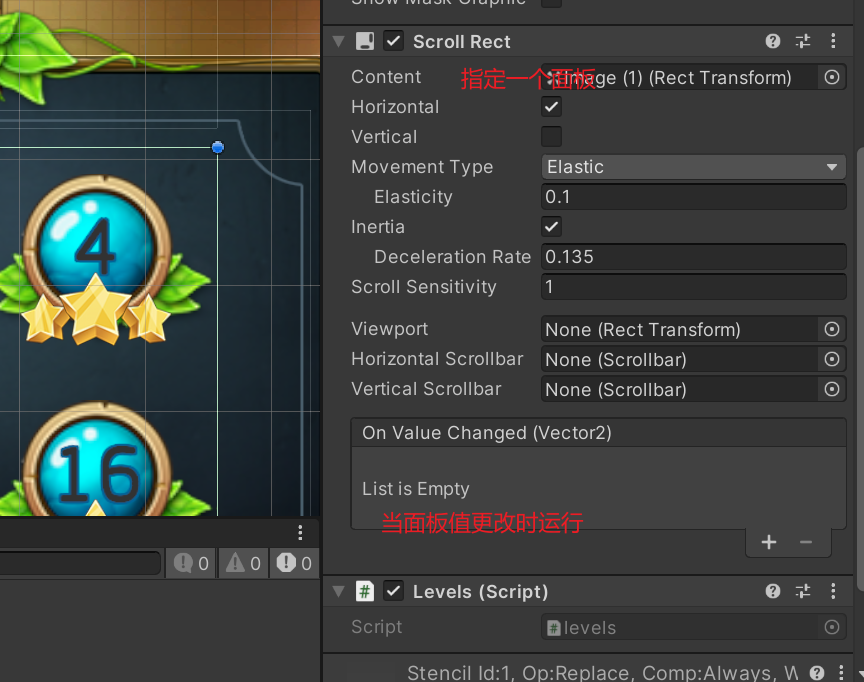 Show Mask Graphic
Scroll Rect
Content
指定一个面板
Image (1) (Rect Transform)
Horizontal
Vertical
Movement Type
Elastic
Elasticity
0.1
Inertia
Deceleration Rate
0.135
Scroll Sensitivity
1
Viewport
None (Rect Transform)
Horizontal Scrollbar
None (Scrollbar)
Vertical Scrollbar
None (Scrollbar)
On Value Changed (Vector2)
List is Empty
当面板值更改时运行
4
16
0
0
0
Levels (Script)
Script
levels
Stencil Id:1, Op:Replace, Comp:Always, W